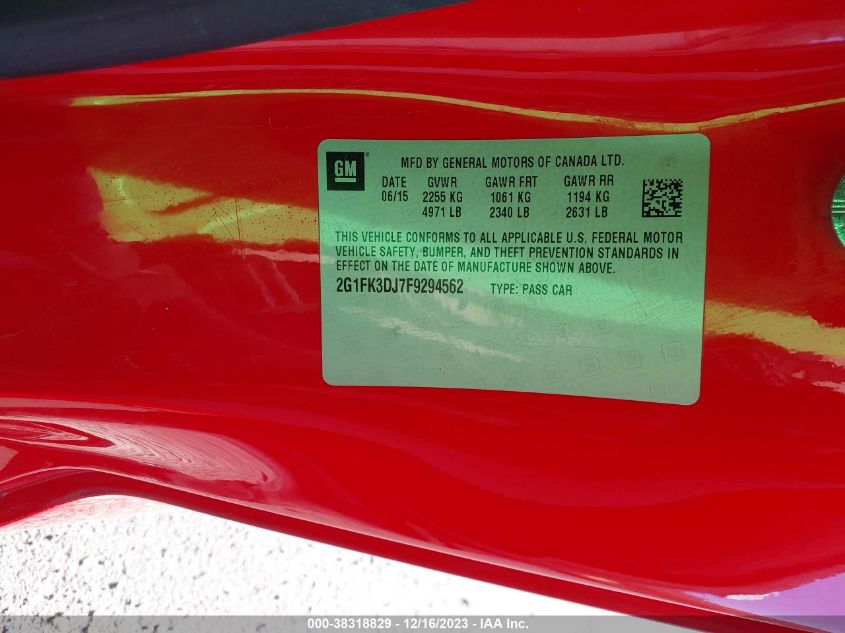 GM ®
MFD BY GENERAL MOTORS OF CANADA LTD.
DATE GVWR GAWR FRT GAWR RR
06/15 2255 KG 1061 KG 1194 KG
4971 LB 2340 LB 2631 LB
THIS VEHICLE CONFORMS TO ALL APPLICABLE U.S. FEDERAL MOTOR
VEHICLE SAFETY, BUMPER, AND THEFT PREVENTION STANDARDS IN
EFFECT ON THE DATE OF MANUFACTURE SHOWN ABOVE.
2G1FK3DJ7F9294562 TYPE: PASS CAR
000-38318829 - 12/16/2023 - IAA Inc.